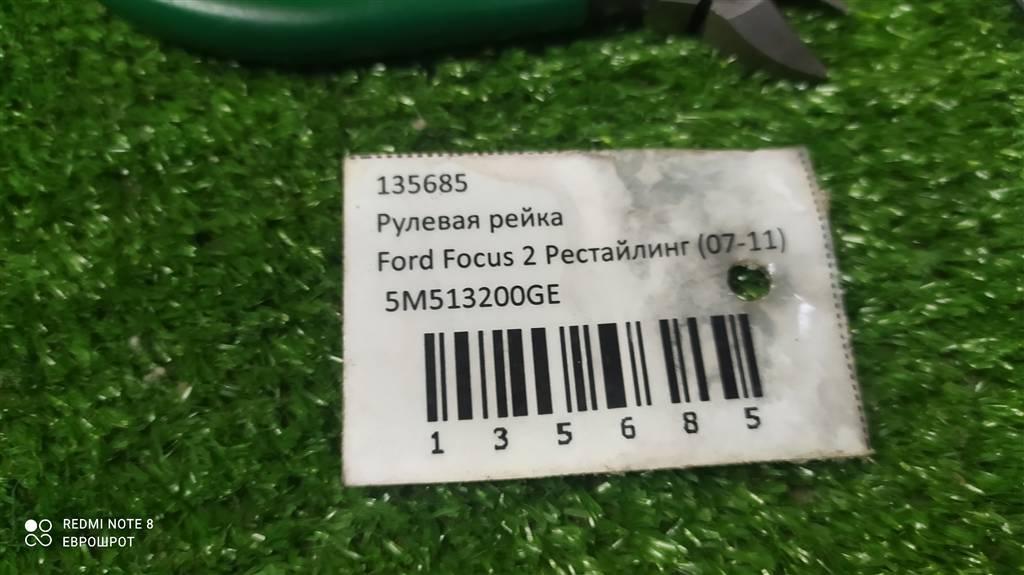 135685
Рулевая рейка
Ford Focus 2 Рестайлинг (07-11)
5M513200GE
1 3 5 6 8 5
REDMI NOTE 8
ЕВРОШРОТ